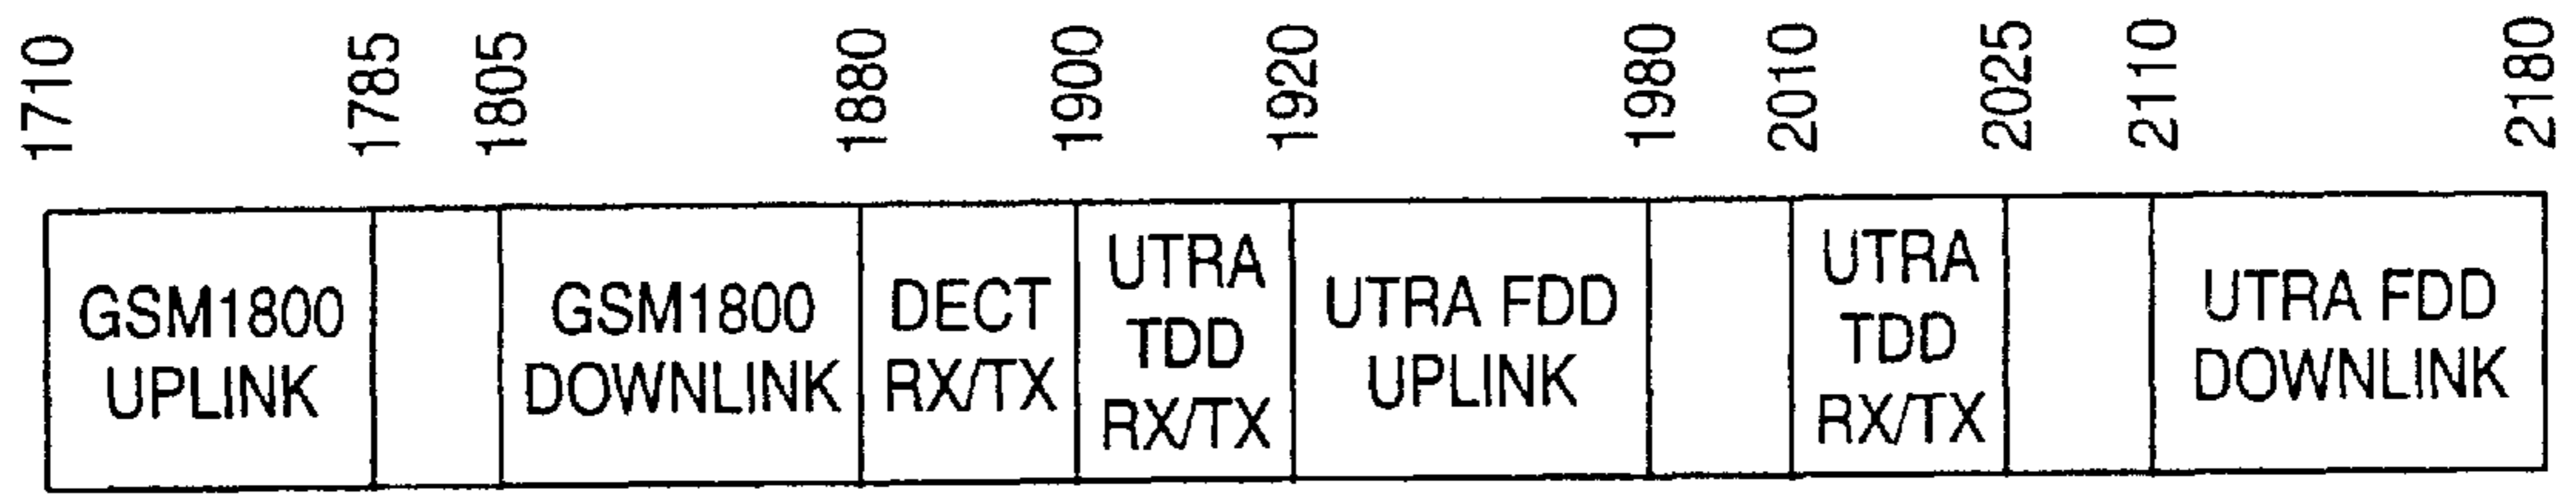 1710
1785
1805
1880
1900
1920
1980
2010
2025
2110
2180
GSM1800
UPLINK
GSM1800
DOWNLINK
DECT
RX/TX
UTRA
TDD
RX/TX
UTRA FDD
UPLINK
UTRA
TDD
RX/TX
UTRA FDD
DOWNLINK